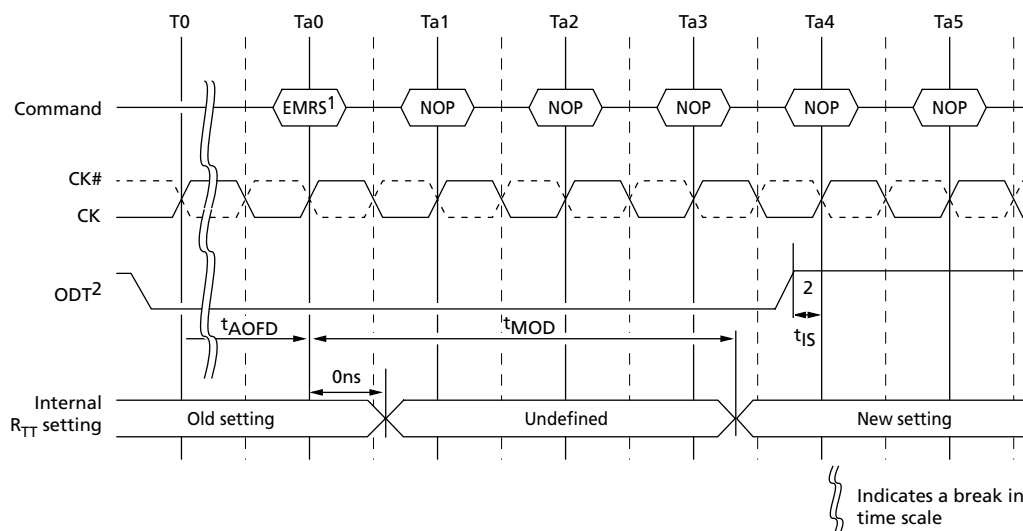 T0 Ta0 Ta1 Ta2 Ta3 Ta4 Ta5
Command EMRS1 NOP NOP NOP NOP NOP
CK#
CK
ODT2
2
tAOFD tMOD tIS
0ns
Internal
RTT setting
Old setting Undefined New setting
Indicates a break in
time scale